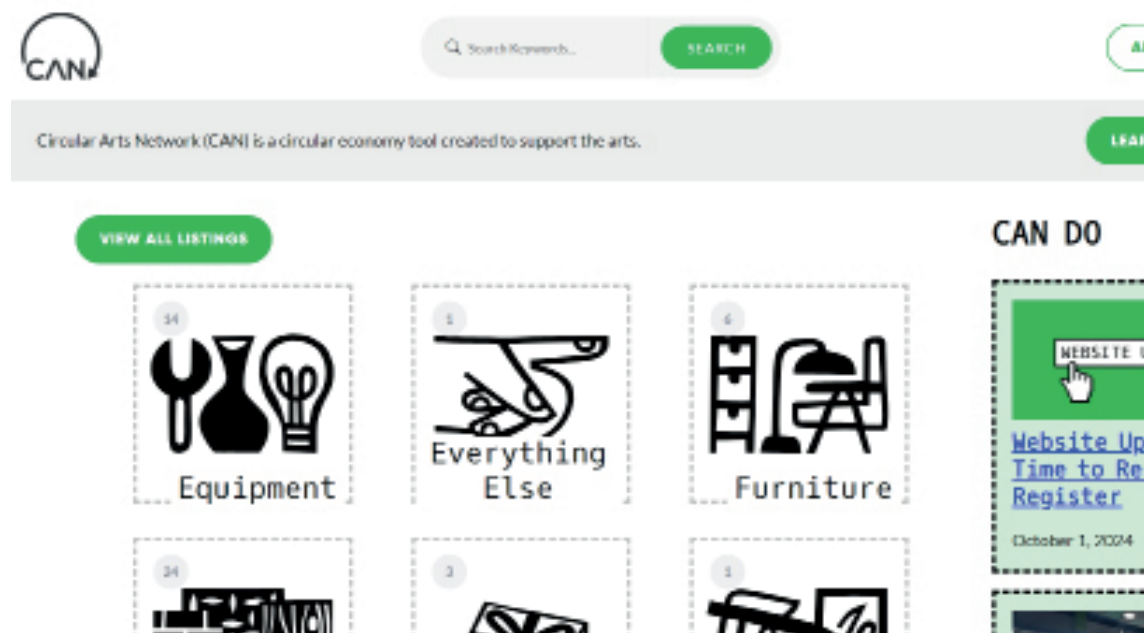 CAN
Search Keywords...
SEARCH
Circular Arts Network (CAN) is a circular economy tool created to support the arts.
VIEW ALL LISTINGS
CAN DO
14
1
6
WEBSITE
Everything
Else
Equipment
Furniture
Website Up
Time to Re
Register
October 1, 2024
34
3
1